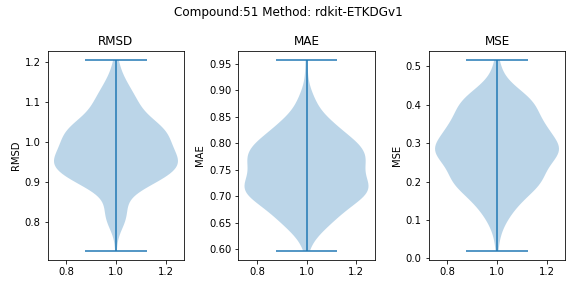 Compound:51 Method: rdkit-ETKDGv1
RMSD MAE MSE
RMSD
1.2
1.1
1.0
0.9
0.8
0.8 1.0 1.2
MAE
0.95
0.90
0.85
0.80
0.75
0.70
0.65
0.60
0.8 1.0 1.2
MSE
0.5
0.4
0.3
0.2
0.1
0.0
0.8 1.0 1.2